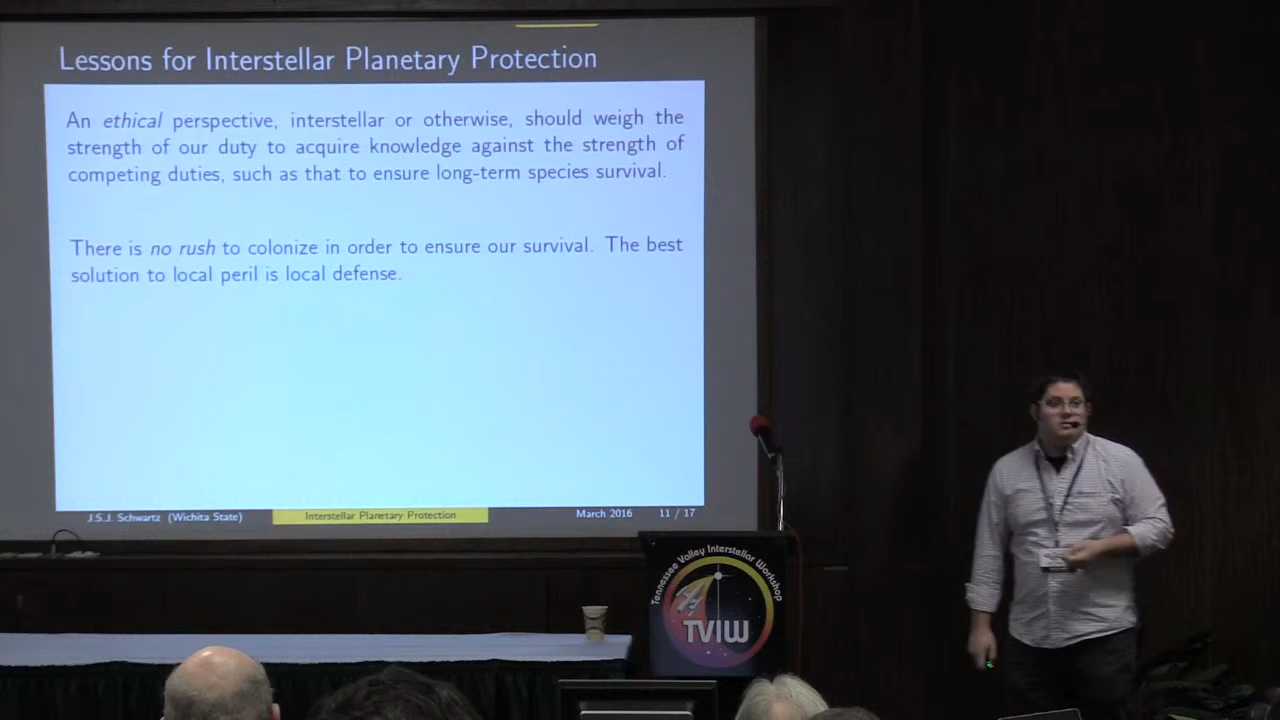 Lessons for Interstellar Planetary Protection
An ethical perspective, interstellar or otherwise, should weigh the
strength of our duty to acquire knowledge against the strength of
competing duties, such as that to ensure long-term species survival.
There is no rush to colonize in order to ensure our survival. The best
solution to local peril is local defense.
J.S.J. Schwartz (Wichita State)
Interstellar Planetary Protection
March 2016
11 / 17
Tennessee Valley Interstellar Workshop
TVIW